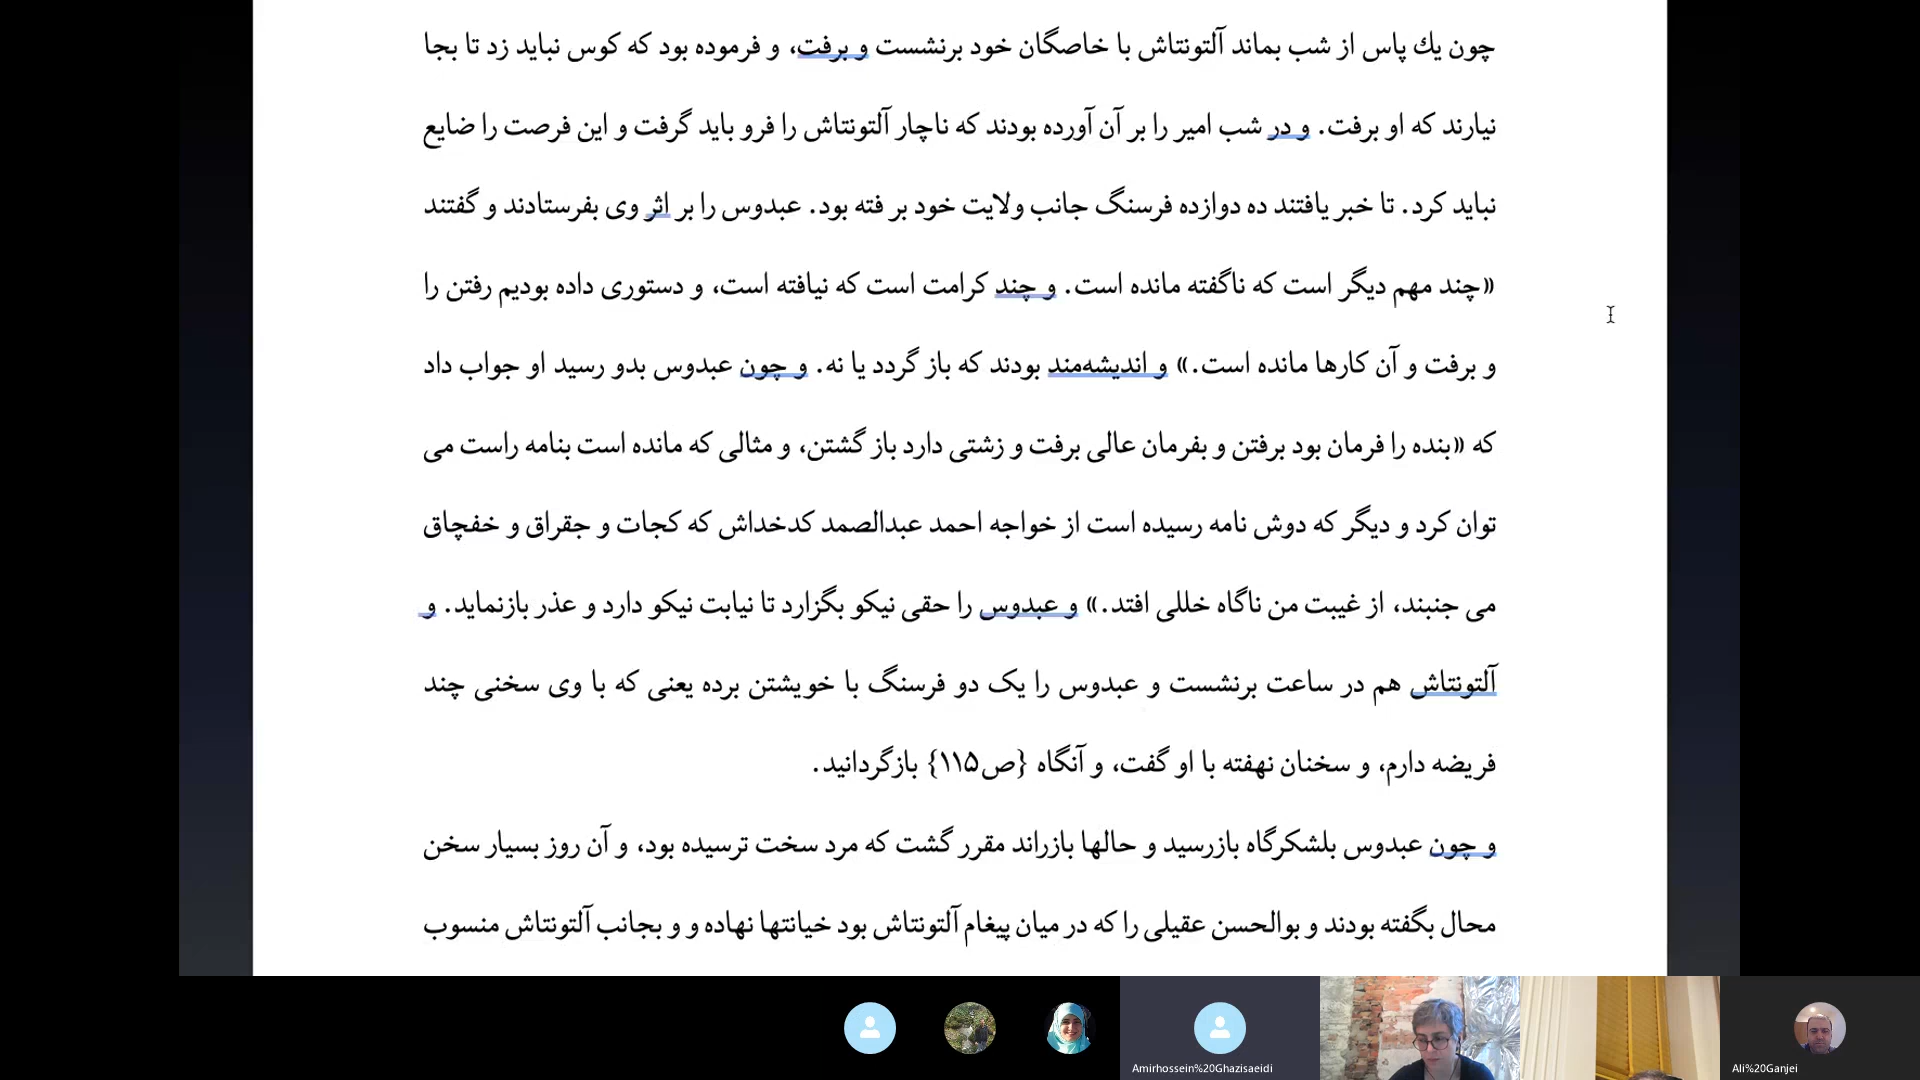 چون يك پاس از شب بماند آلتونتاش با خاصگان خود برنشست و برفت، و فرموده بود که کوس نباید زد تا بجا
نیارند که او برفت. و در شب امیر را بر آن آورده بودند که ناچار آلتونتاش را فرو باید گرفت و این فرصت را ضایع
نباید کرد. تا خبر یافتند ده دوازده فرسنگ جانب ولایت خود بر فته بود. عبدوس را بر اثر وی بفرستادند و گفتند
«چند مهم دیگر است که ناگفته مانده است. و چند کرامت است که نیافته است، و دستوری داده بودیم رفتن را
و برفت و آن کارها مانده است.» و اندیشه‌مند بودند که باز گردد یا نه. و چون عبدوس بدو رسید او جواب داد
که «بنده را فرمان بود برفتن و بفرمان عالی برفت و زشتی دارد باز گشتن، و مثالی که مانده است بنامه راست می
توان کرد و دیگر که دوش نامه رسیده است از خواجه احمد عبدالصمد کدخداش که کجات و جقراق و خفچاق
می جنبند، از غیبت من ناگاه خللی افتد.» و عبدوس را حقی نیکو بگزارد تا نیابت نیکو دارد و عذر بازنماید. و
آلتونتاش هم در ساعت برنشست و عبدوس را یک دو فرسنگ با خویشتن برده یعنی که با وی سخنی چند
فریضه دارم، و سخنان نهفته با او گفت، و آنگاه {ص۱۱۵} بازگردانید.
و چون عبدوس بلشکرگاه بازرسید و حالها بازراند مقرر گشت که مرد سخت ترسیده بود، و آن روز بسیار سخن
محال بگفته بودند و بوالحسن عقیلی را که در میان پیغام آلتونتاش بود خیانتها نهاده و و بجانب آلتونتاش منسوب
Amirhossein%20Ghazisaeidi
Ali%20Ganjei